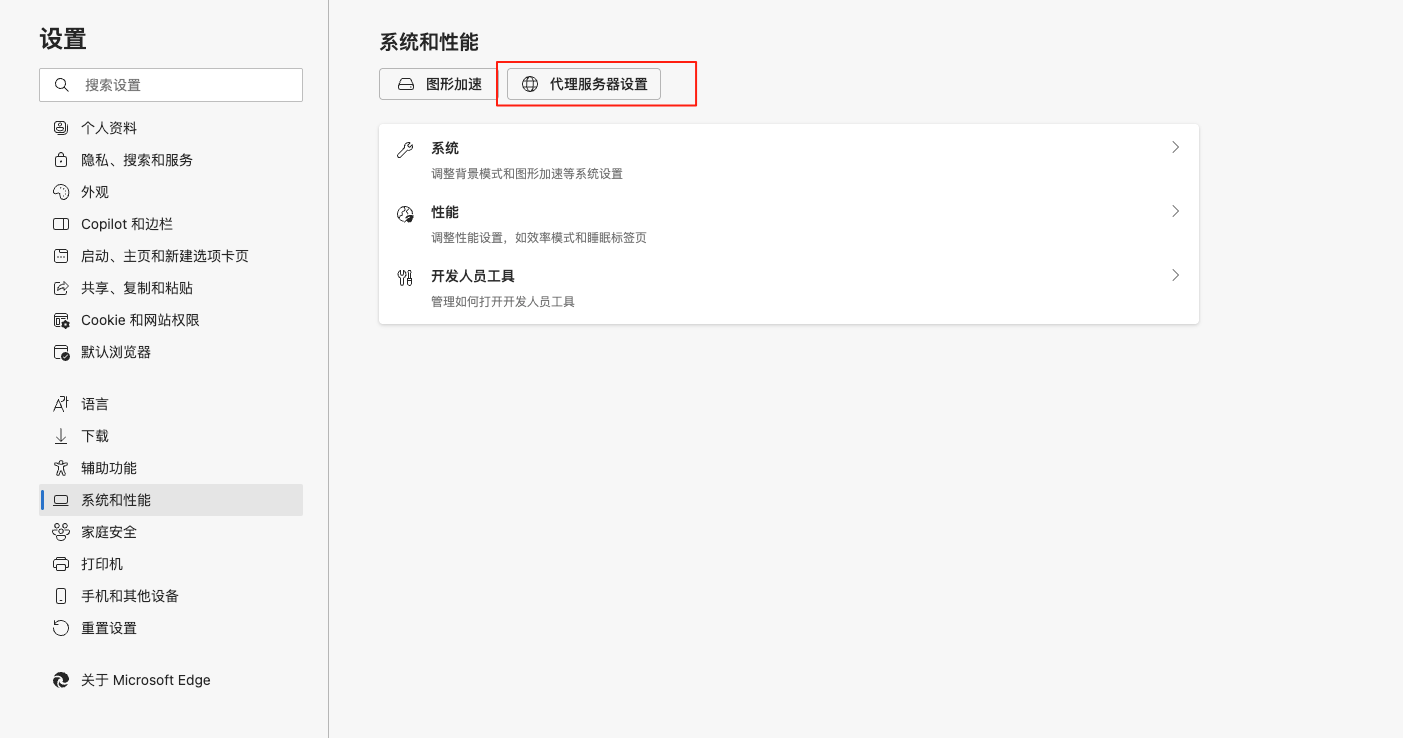 设置
搜索设置
个人资料
隐私、搜索和服务
外观
Copilot 和边栏
启动、主页和新建选项卡页
共享、复制和粘贴
Cookie 和网站权限
默认浏览器
语言
下载
辅助功能
系统和性能
家庭安全
打印机
手机和其他设备
重置设置
关于 Microsoft Edge
系统和性能
图形加速
代理服务器设置
系统
调整背景模式和图形加速等系统设置
性能
调整性能设置，如效率模式和睡眠标签页
开发人员工具
管理如何打开开发人员工具